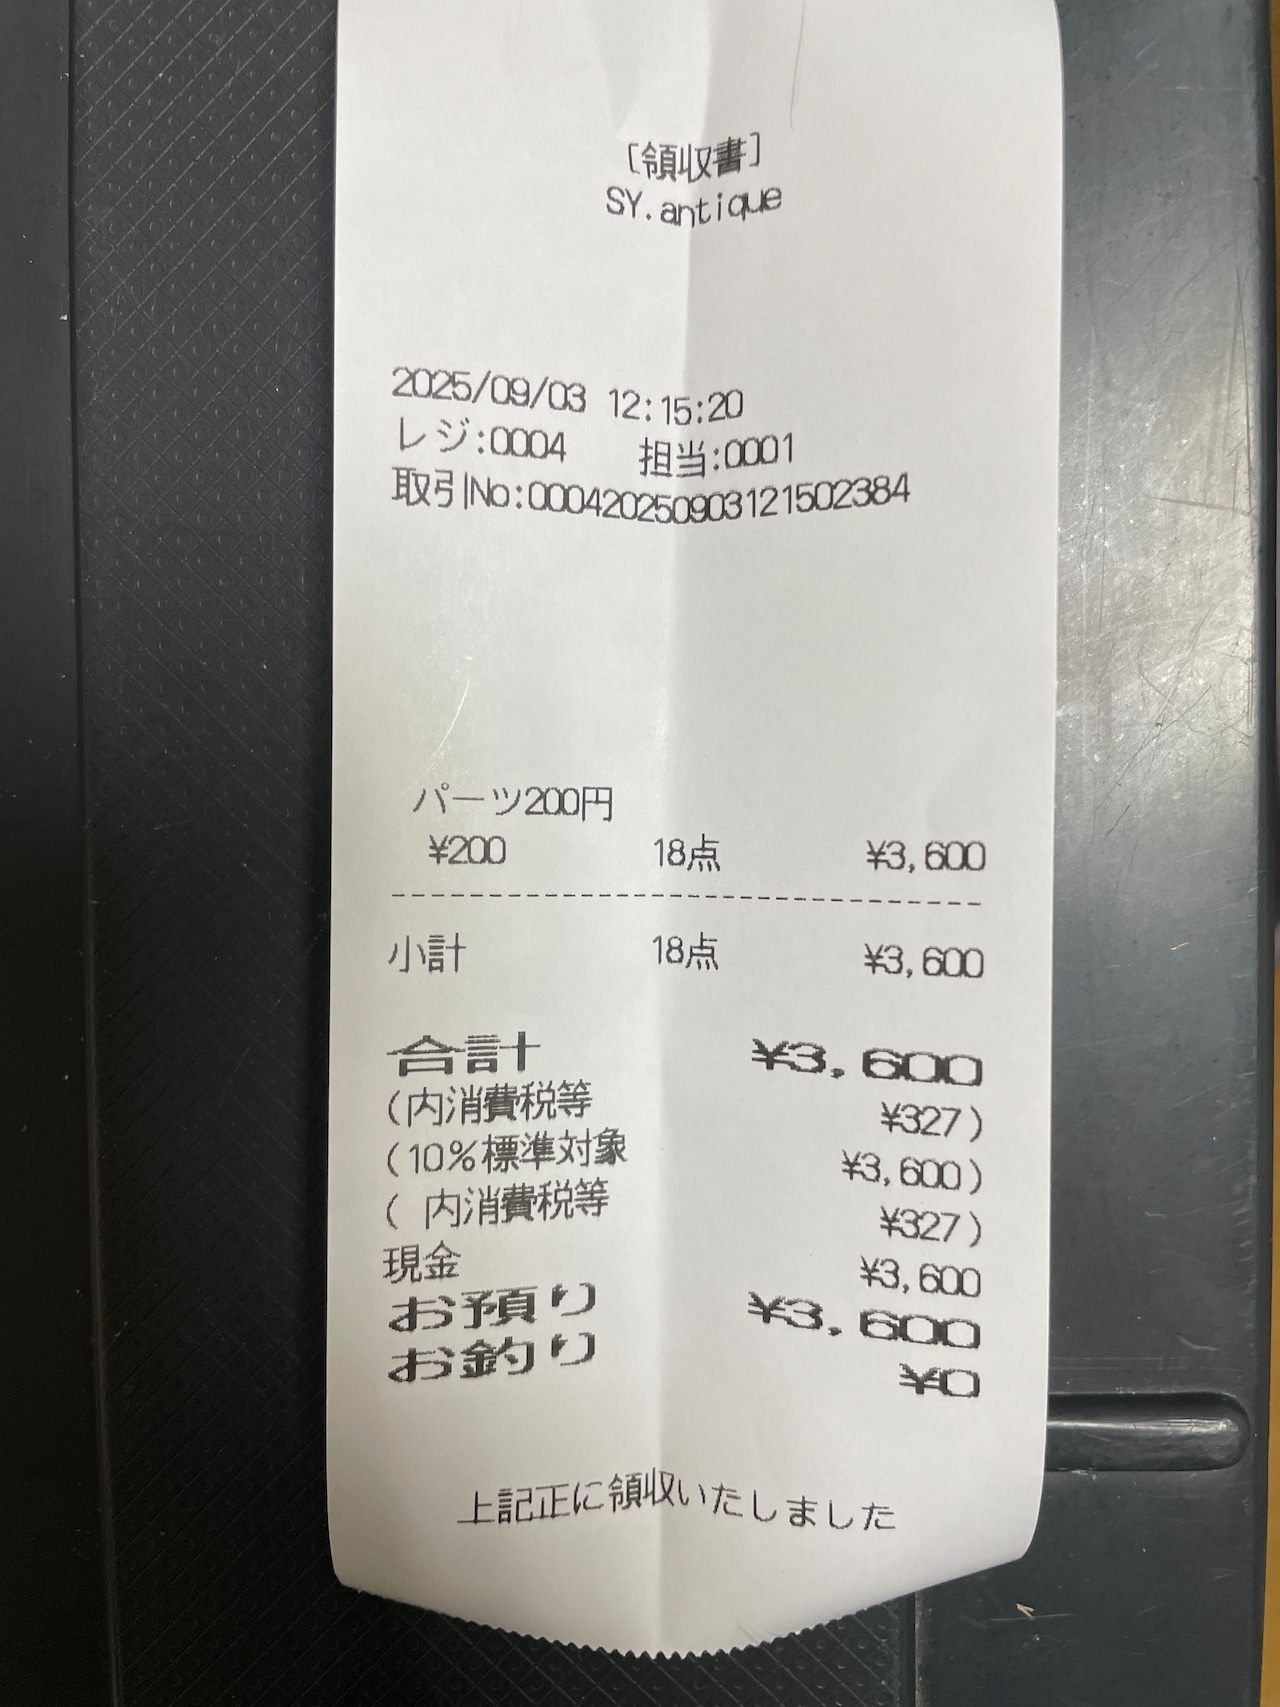 [領収書]
SY.antique
2025/09/03 12:15:20
レジ:0004 担当:0001
取引No:000420250903121502384
パーツ200円
¥200 18点 ¥3,600
小計 18点 ¥3,600
合計 ¥3,600
(内消費税等 ¥327)
(10%標準対象 ¥3,600)
( 内消費税等 ¥327)
現金 ¥3,600
お預り ¥3,600
お釣り ¥0
上記正に領収いたしました